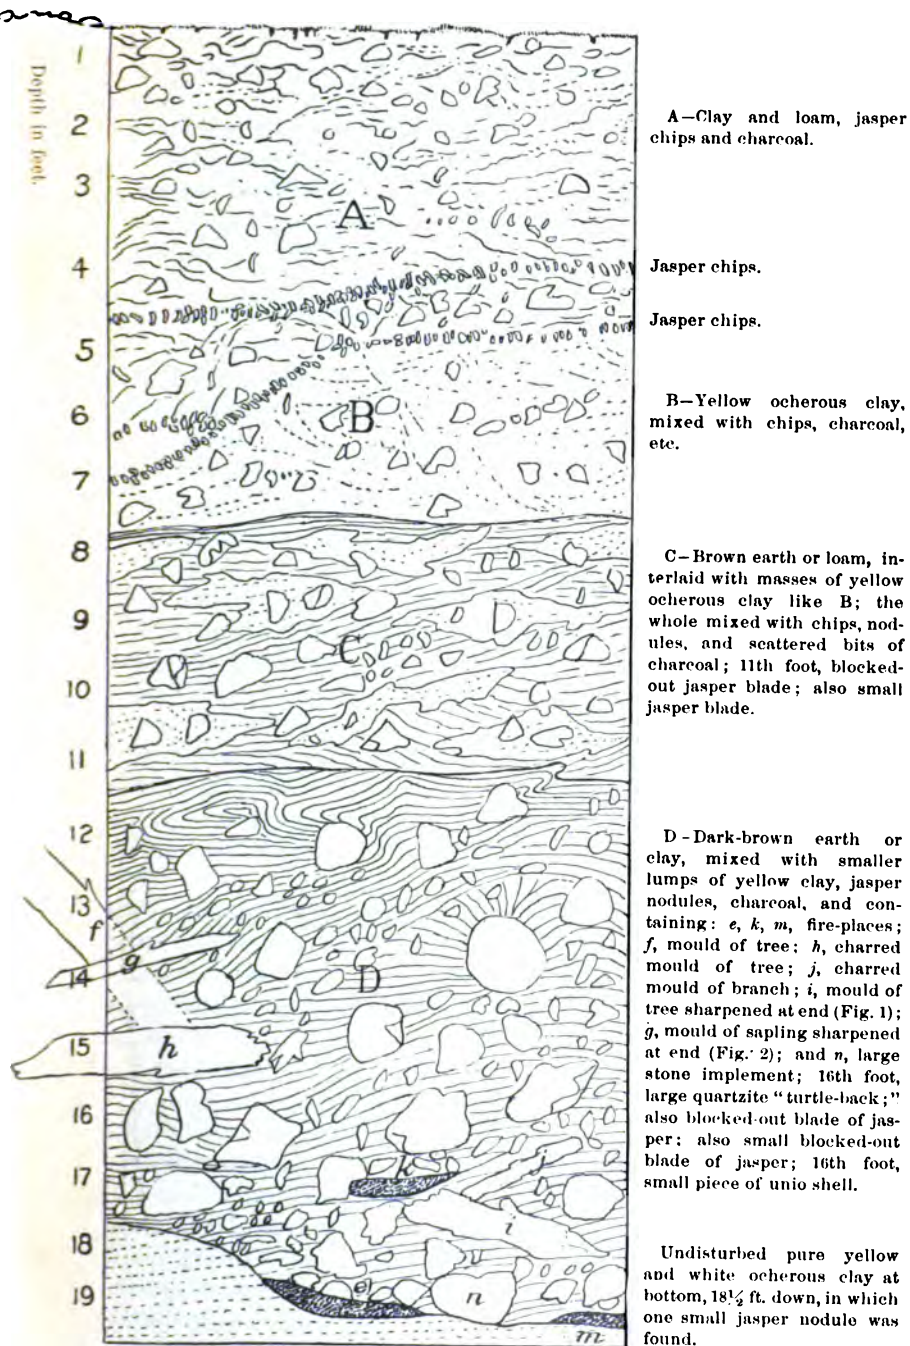 Depth in feet.
1
2
3
4
5
6
7
8
9
10
11
12
13
14
15
16
17
18
19
A
B
C
D
f
g
h
k
j
i
e
n
m
A—Clay and loam, jasper
chips and charcoal.
Jasper chips.
Jasper chips.
B—Yellow ocherous clay,
mixed with chips, charcoal,
etc.
C—Brown earth or loam, in-
terlaid with masses of yellow
ocherous clay like B; the
whole mixed with chips, nod-
ules, and scattered bits of
charcoal; 11th foot, blocked-
out jasper blade; also small
jasper blade.
D—Dark-brown earth or
clay, mixed with smaller
lumps of yellow clay, jasper
nodules, charcoal, and con-
taining: e, k, m, fire-places;
f, mould of tree; h, charred
mould of tree; j, charred
mould of branch; i, mould of
tree sharpened at end (Fig. 1);
g, mould of sapling sharpened
at end (Fig. 2); and n, large
stone implement; 16th foot,
large quartzite "turtle-back;"
also blocked-out blade of jas-
per; also small blocked-out
blade of jasper; 16th foot,
small piece of unio shell.
Undisturbed pure yellow
and white ocherous clay at
bottom, 18½ ft. down, in which
one small jasper nodule was
found.